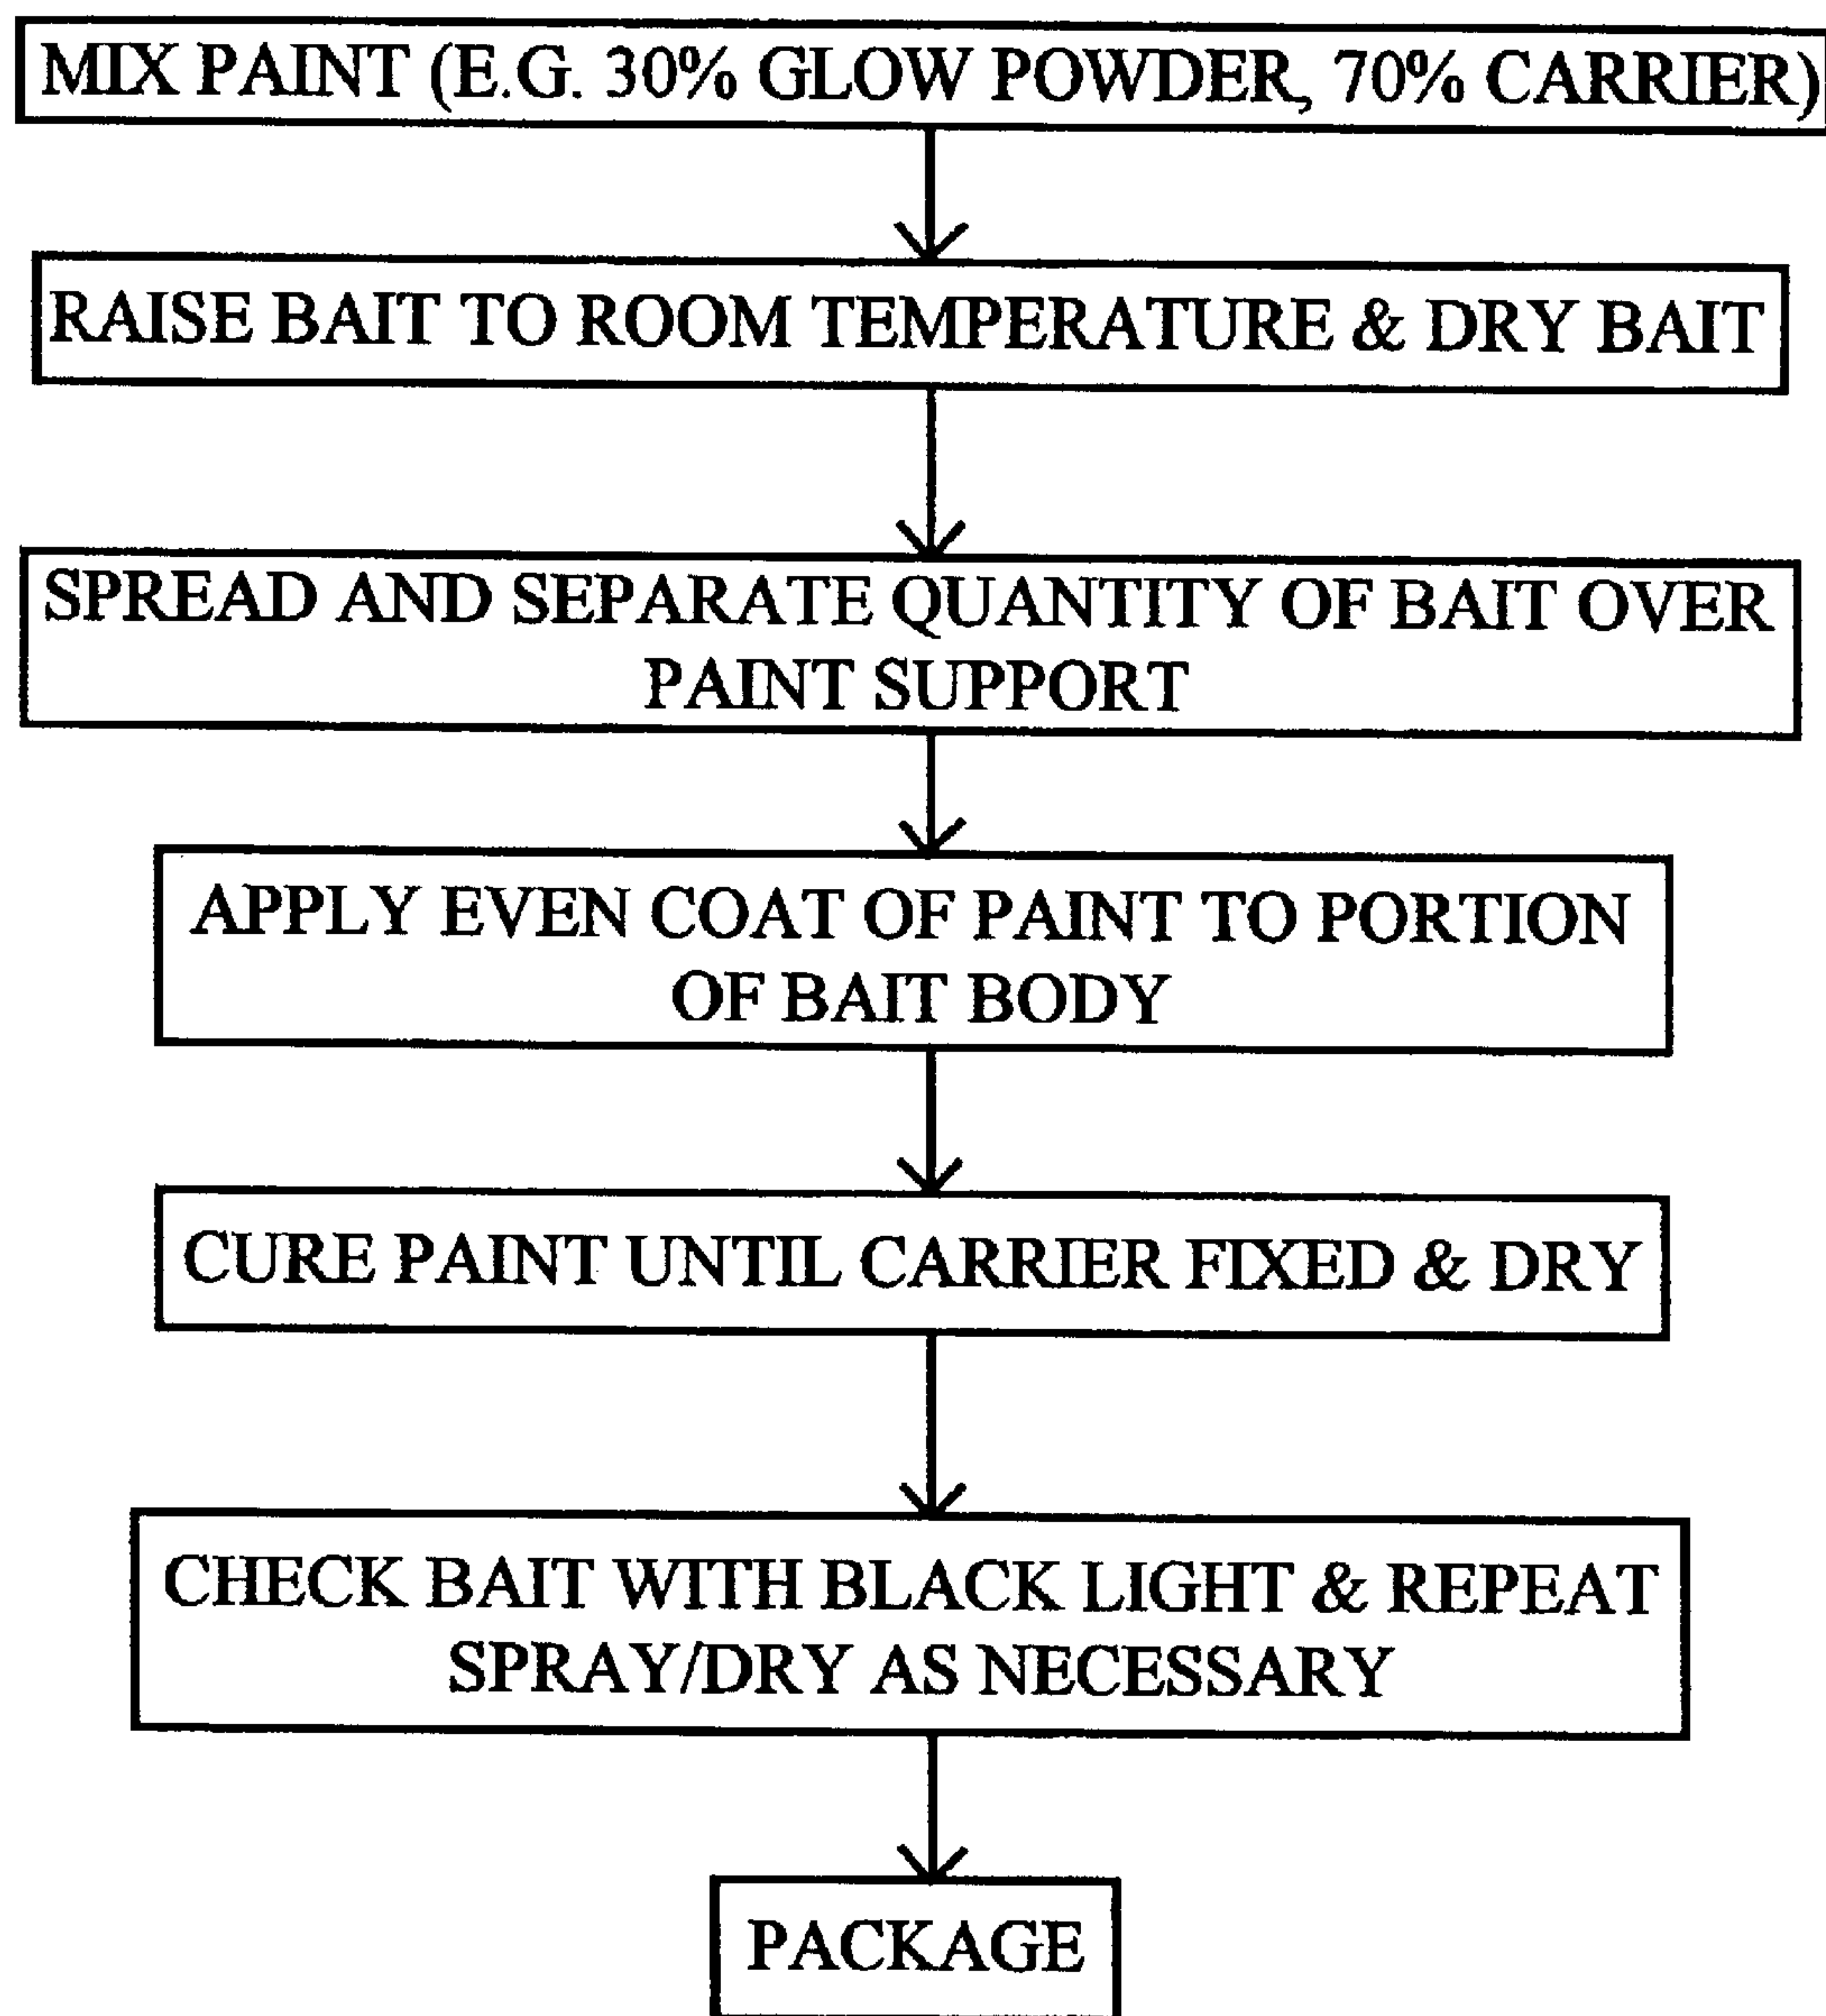 MIX PAINT (E.G. 30% GLOW POWDER, 70% CARRIER)
RAISE BAIT TO ROOM TEMPERATURE & DRY BAIT
SPREAD AND SEPARATE QUANTITY OF BAIT OVER
PAINT SUPPORT
APPLY EVEN COAT OF PAINT TO PORTION
OF BAIT BODY
CURE PAINT UNTIL CARRIER FIXED & DRY
CHECK BAIT WITH BLACK LIGHT & REPEAT
SPRAY/DRY AS NECESSARY
PACKAGE